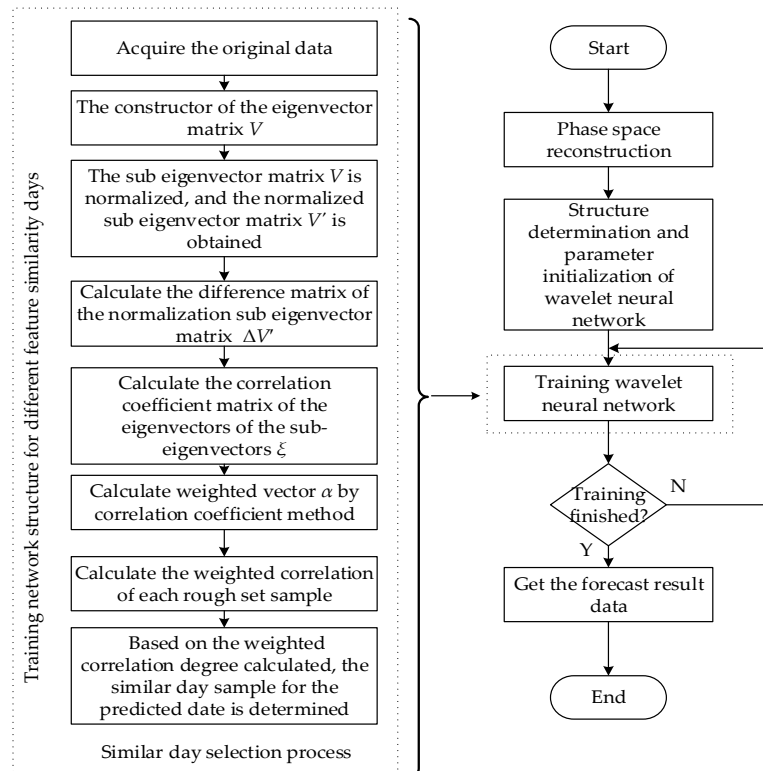 Training network structure for different feature similarity days
Acquire the original data
The constructor of the eigenvector
matrix V
The sub eigenvector matrix V is
normalized, and the normalized
sub eigenvector matrix V' is
obtained
Calculate the difference matrix of
the normalization sub eigenvector
matrix ΔV'
Calculate the correlation
coefficient matrix of the
eigenvectors of the sub-
eigenvectors ξ
Calculate weighted vector α by
correlation coefficient method
Calculate the weighted correlation
of each rough set sample
Based on the weighted
correlation degree calculated, the
similar day sample for the
predicted date is determined
Similar day selection process
Start
Phase space
reconstruction
Structure
determination and
parameter
initialization of
wavelet neural
network
Training wavelet
neural network
Training
finished?
N
Y
Get the forecast result
data
End